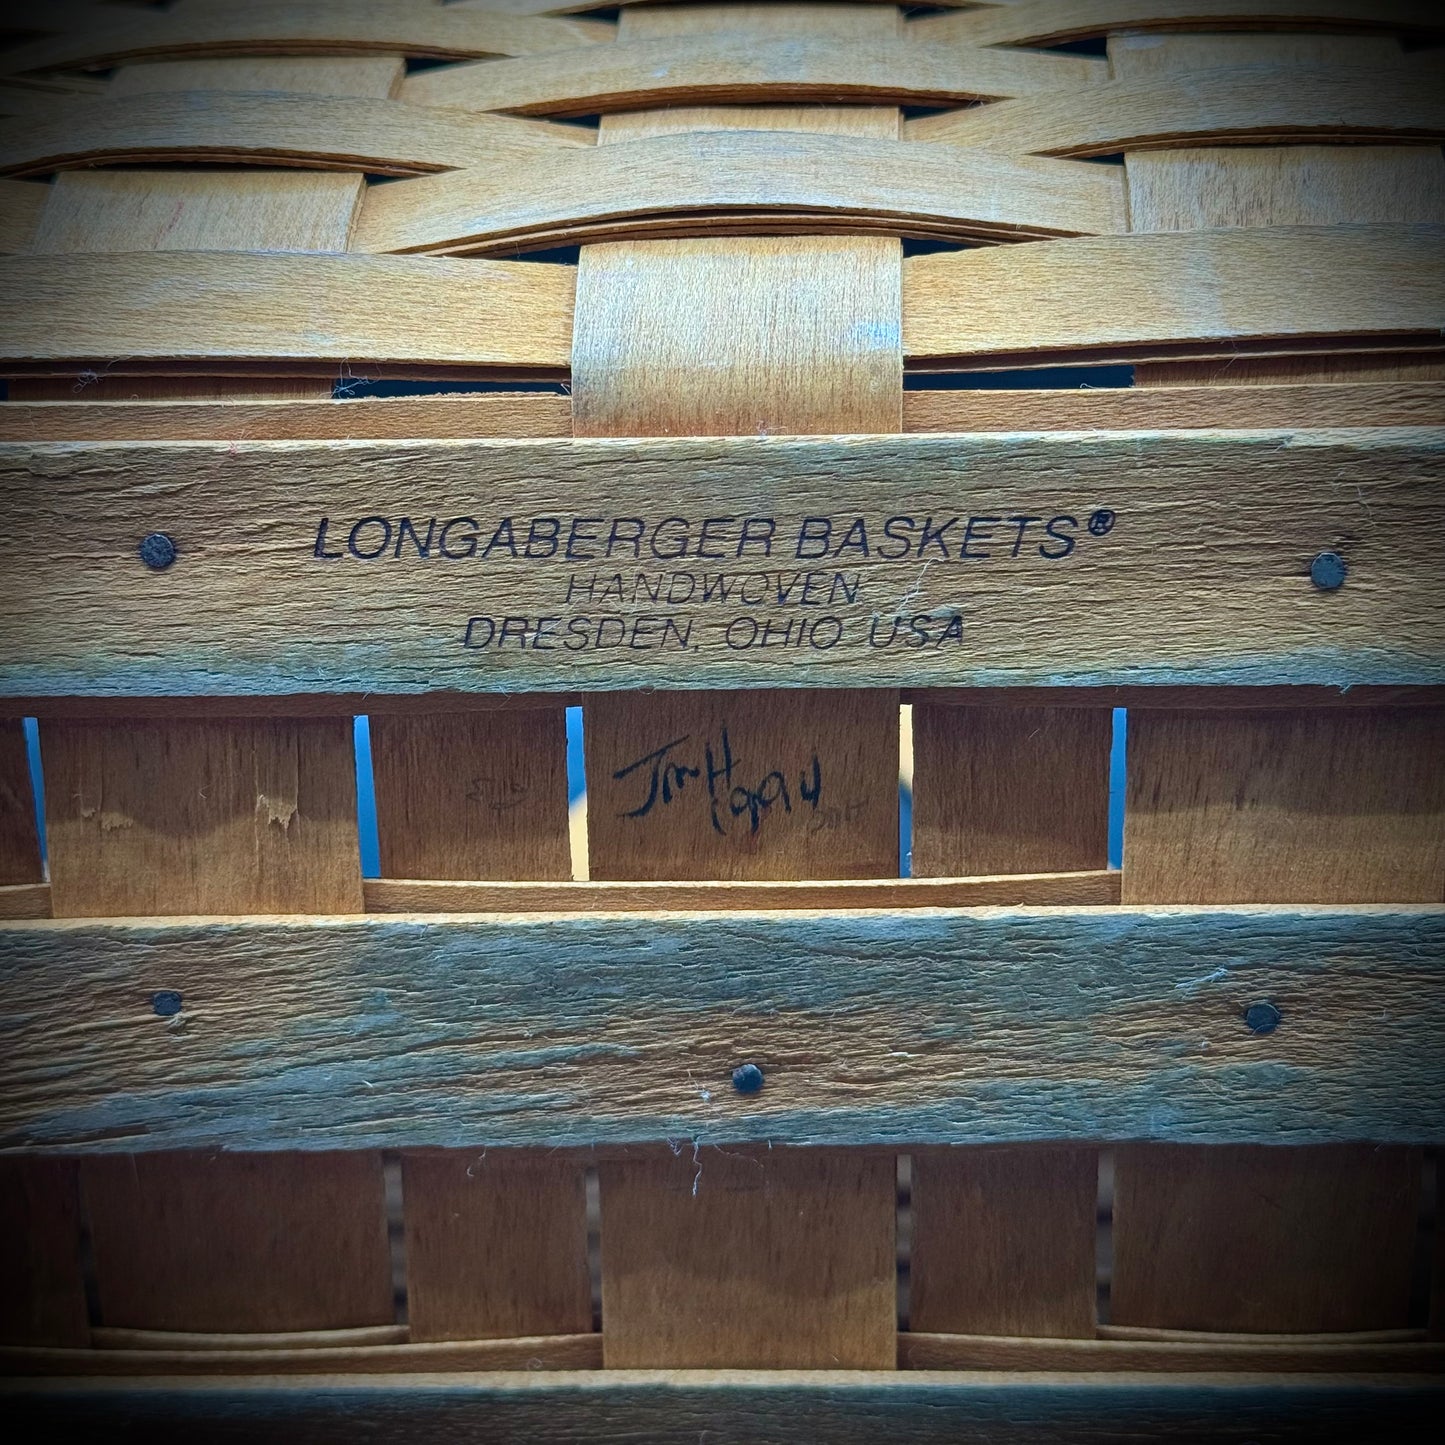 LONGABERGER BASKETS®
HANDWOVEN
DRESDEN, OHIO USA
JmH
1994